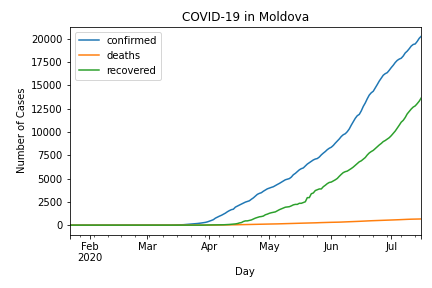 COVID-19 in Moldova
confirmed
deaths
recovered
Number of Cases
20000
17500
15000
12500
10000
7500
5000
2500
0
Feb
2020
Mar
Apr
May
Jun
Jul
Day